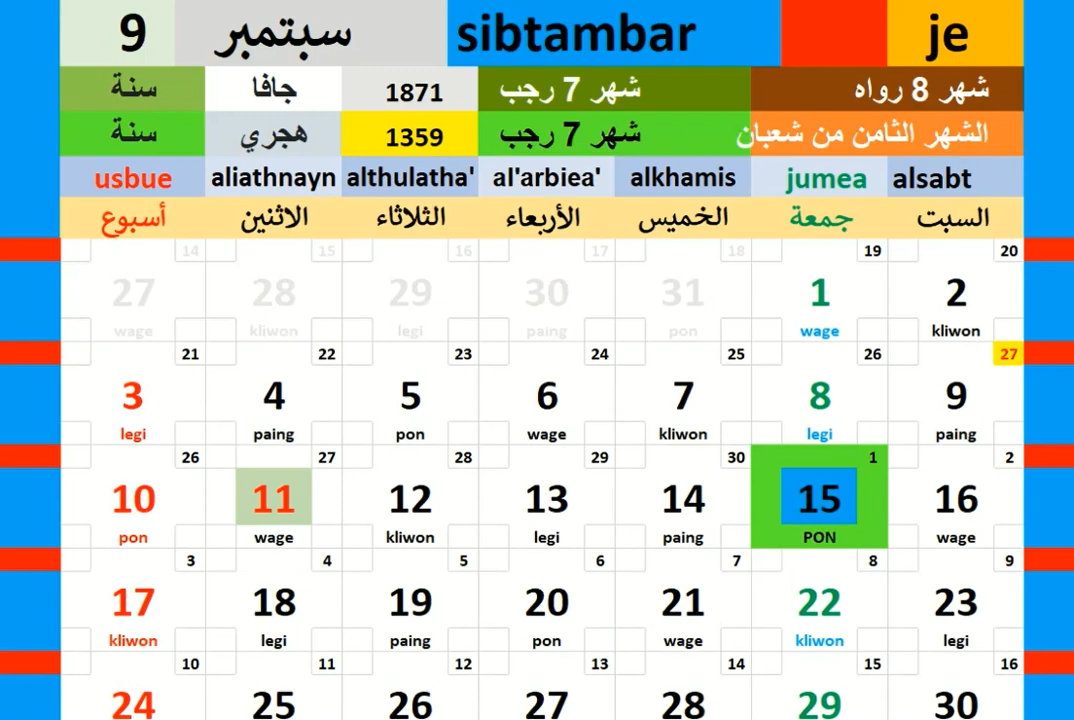 9 سبتمبر sibtambar je
سنة جافا 1871 شهر 7 رجب شهر 8 رواه
سنة هجري 1359 شهر 7 رجب الشهر الثامن من شعبان
usbue aliathnayn althulatha' al'arbiea' alkhamis jumea alsabt
أسبوع الاثنين الثلاثاء الأربعاء الخميس جمعة السبت
14 15 16 17 18 19 20
27 28 29 30 31 1 2
wage kliwon legi paing pon wage kliwon
21 22 23 24 25 26 27
3 4 5 6 7 8 9
legi paing pon wage kliwon legi paing
26 27 28 29 30 1 2
10 11 12 13 14 15 16
pon wage kliwon legi paing PON wage
3 4 5 6 7 8 9
17 18 19 20 21 22 23
kliwon legi paing pon wage kliwon legi
10 11 12 13 14 15 16
24 25 26 27 28 29 30